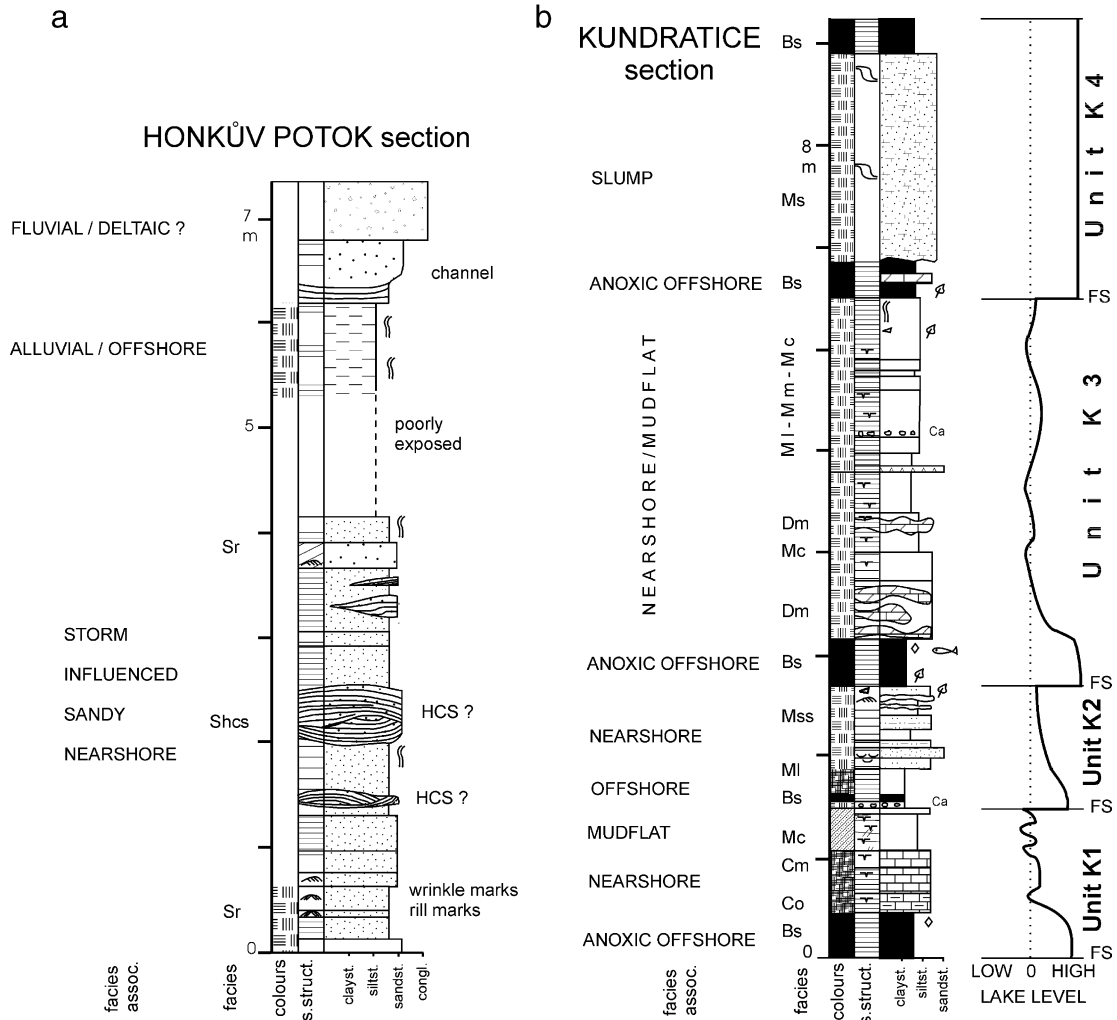 a
HONKŮV POTOK section
7
m
FLUVIAL / DELTAIC ?
channel
ALLUVIAL / OFFSHORE
5
poorly
exposed
Sr
STORM
INFLUENCED
SANDY
NEARSHORE
Shcs
HCS ?
HCS ?
wrinkle marks
rill marks
Sr
0
facies
assoc.
facies
colours
s.struct.
clayst.
siltst.
sandst.
congl.
b
KUNDRATICE
section
Bs
8
m
SLUMP
Ms
ANOXIC OFFSHORE
Bs
FS
Unit K4
NEARSHORE/MUDFLAT
Ml-Mm-Mc
Ca
Dm
Mc
Dm
Unit K 3
ANOXIC OFFSHORE
Bs
FS
Mss
NEARSHORE
Ml
OFFSHORE
Bs
Ca
Unit K2
FS
MUDFLAT
Mc
Cm
NEARSHORE
Co
Unit K1
Bs
ANOXIC OFFSHORE
0
FS
facies
assoc.
facies
colours
s.struct.
clayst.
siltst.
sandst.
LOW 0 HIGH
LAKE LEVEL